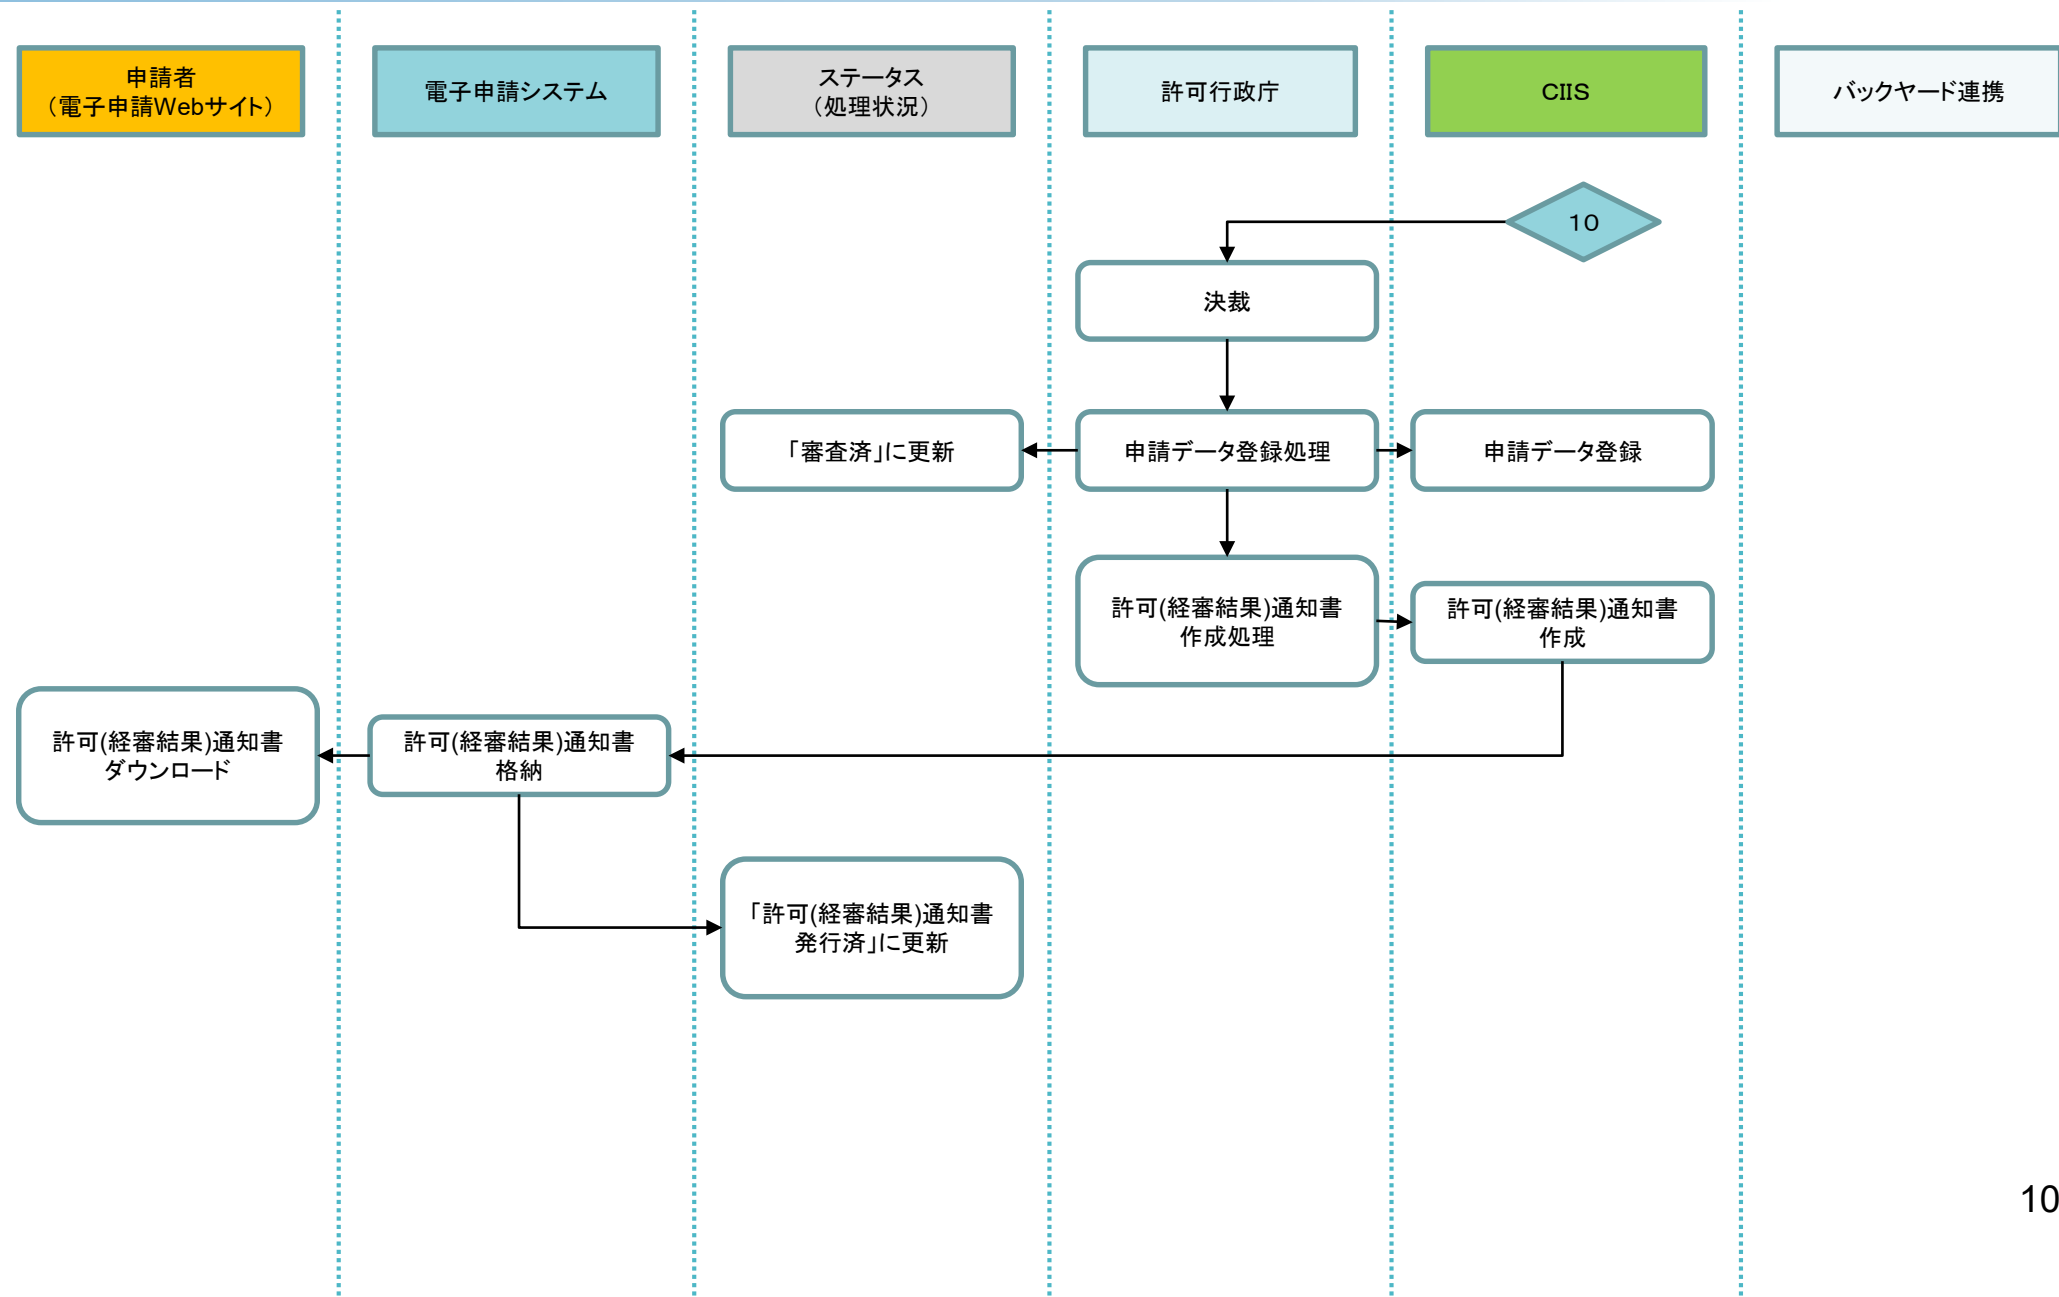 申請者
（電子申請Webサイト）
電子申請システム
ステータス
（処理状況）
許可行政庁
CIIS
バックヤード連携
10
決裁
「審査済」に更新
申請データ登録処理
申請データ登録
許可(経審結果)通知書
作成処理
許可(経審結果)通知書
作成
許可(経審結果)通知書
ダウンロード
許可(経審結果)通知書
格納
「許可(経審結果)通知書
発行済」に更新
10